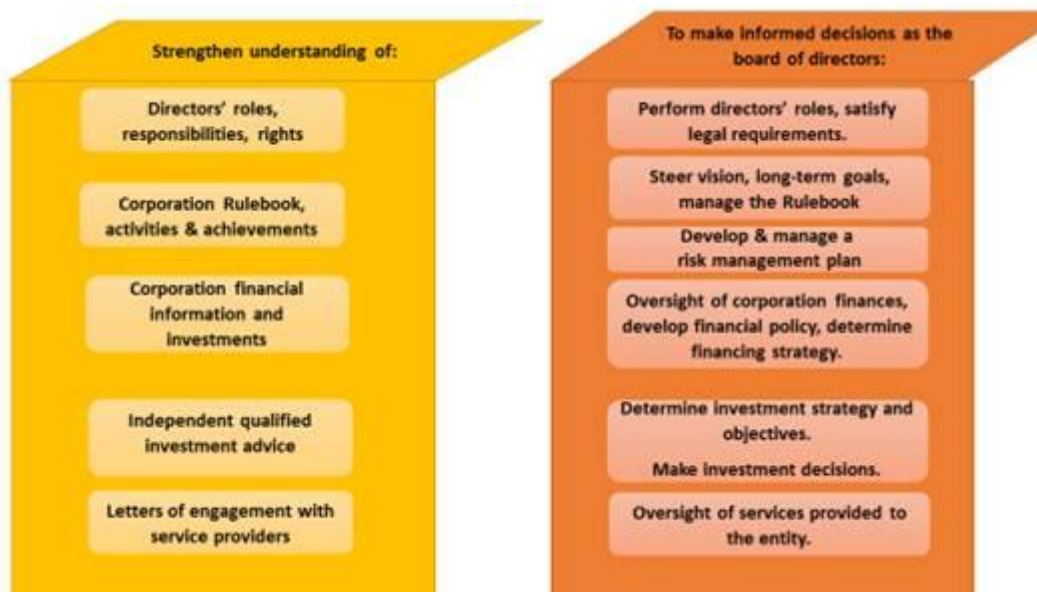 Strengthen understanding of:
Directors' roles,
responsibilities, rights
Corporation Rulebook,
activities & achievements
Corporation financial
information and
investments
Independent qualified
investment advice
Letters of engagement with
service providers
To make informed decisions as the
board of directors:
Perform directors' roles, satisfy
legal requirements.
Steer vision, long-term goals,
manage the Rulebook
Develop & manage a
risk management plan
Oversight of corporation finances,
develop financial policy, determine
financing strategy.
Determine investment strategy and
objectives.
Make investment decisions.
Oversight of services provided to
the entity.